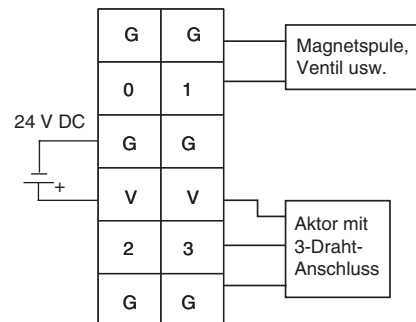 G G
Magnetspule,
Ventil usw.
0 1
24 V DC
G G
+
V V
Aktor mit
3-Draht-
Anschluss
2 3
G G